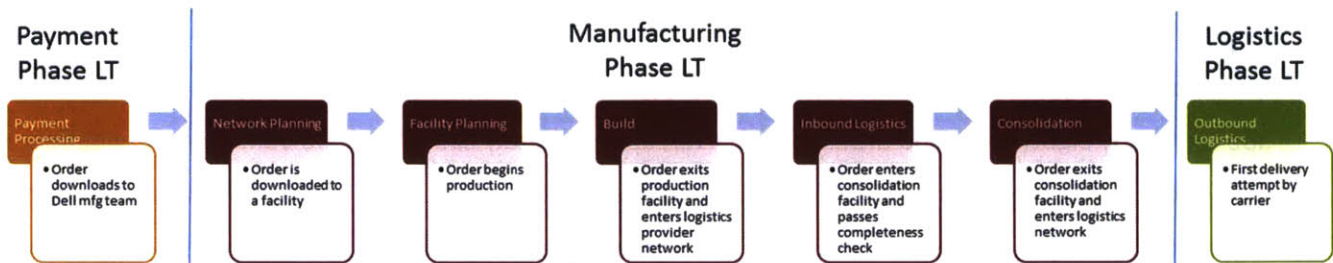 Payment
Phase LT
Manufacturing
Phase LT
Logistics
Phase LT
Payment
Processing
• Order
downloads to
Dell mfg team
Network Planning
• Order is
downloaded to
a facility
Facility Planning
• Order begins
production
Build
• Order exits
production
facility and
enters logistics
provider
network
Inbound Logistics
• Order enters
consolidation
facility and
passes
completeness
check
Consolidation
• Order exits
consolidation
facility and
enters logistics
network
Outbound
Logistics
• First delivery
attempt by
carrier